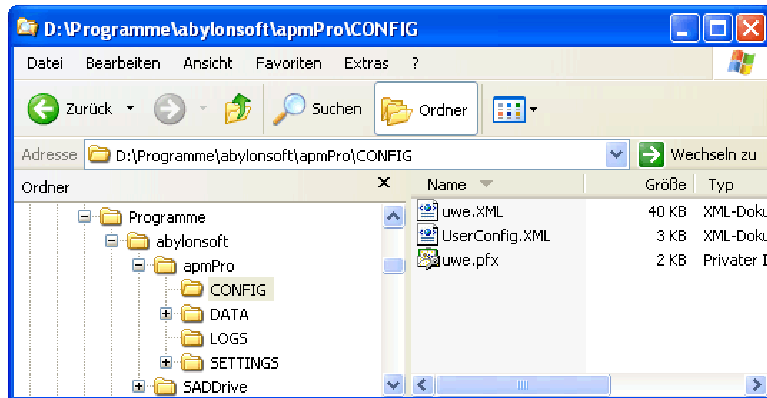 D:\Programme\abylonsoft\apmPro\CONFIG
Datei Bearbeiten Ansicht Favoriten Extras ?
Zurück Suchen Ordner
Adresse D:\Programme\abylonsoft\apmPro\CONFIG Wechseln zu
Ordner
Programme
abylonsoft
apmPro
CONFIG
DATA
LOGS
SETTINGS
SADDrive
Name Größe Typ
uwe.XML 40 KB XML-Doku
UserConfig.XML 3 KB XML-Doku
uwe.pfx 2 KB Privater I